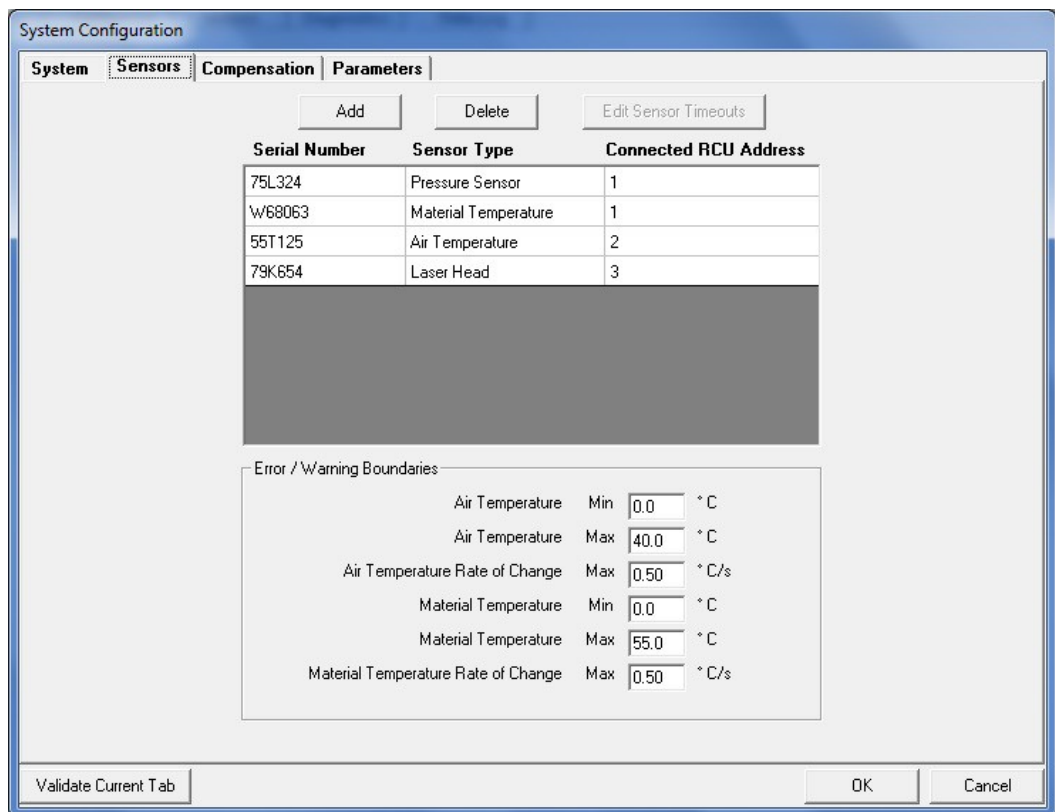 System Configuration
System Sensors Compensation Parameters
Add Delete Edit Sensor Timeouts
Serial Number Sensor Type Connected RCU Address
75L324 Pressure Sensor 1
W68063 Material Temperature 1
55T125 Air Temperature 2
79K654 Laser Head 3
Error / Warning Boundaries
Air Temperature Min 0.0 ° C
Air Temperature Max 40.0 ° C
Air Temperature Rate of Change Max 0.50 ° C/s
Material Temperature Min 0.0 ° C
Material Temperature Max 55.0 ° C
Material Temperature Rate of Change Max 0.50 ° C/s
Validate Current Tab OK Cancel